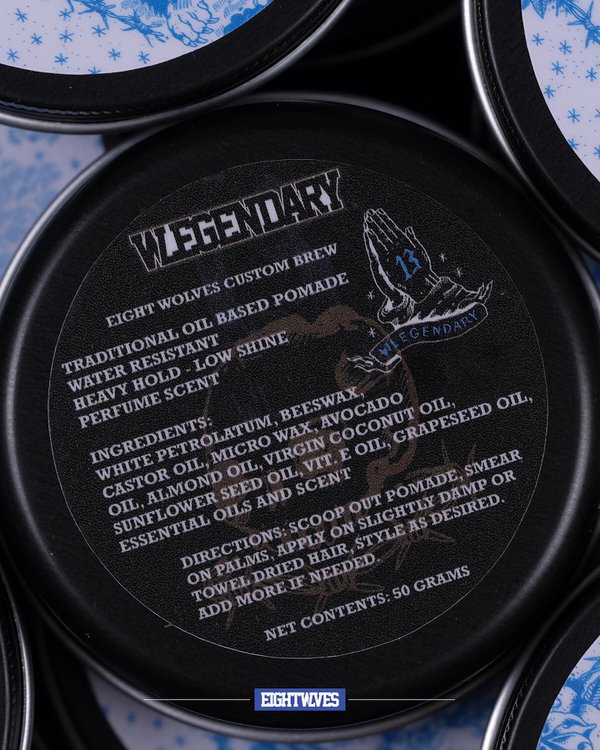 WLEGENDARY
EIGHT WOLVES CUSTOM BREW
TRADITIONAL OIL BASED POMADE
WATER RESISTANT
HEAVY HOLD - LOW SHINE
PERFUME SCENT
13
WLEGENDARY
INGREDIENTS:
WHITE PETROLATUM, BEESWAX,
CASTOR OIL, MICRO WAX, AVOCADO
OIL, ALMOND OIL, VIRGIN COCONUT OIL,
SUNFLOWER SEED OIL, VIT. E OIL, GRAPESEED OIL,
ESSENTIAL OILS AND SCENT
DIRECTIONS: SCOOP OUT POMADE, SMEAR
ON PALMS, APPLY ON SLIGHTLY DAMP OR
TOWEL DRIED HAIR, STYLE AS DESIRED.
ADD MORE IF NEEDED.
NET CONTENTS: 50 GRAMS
EIGHTWLVES